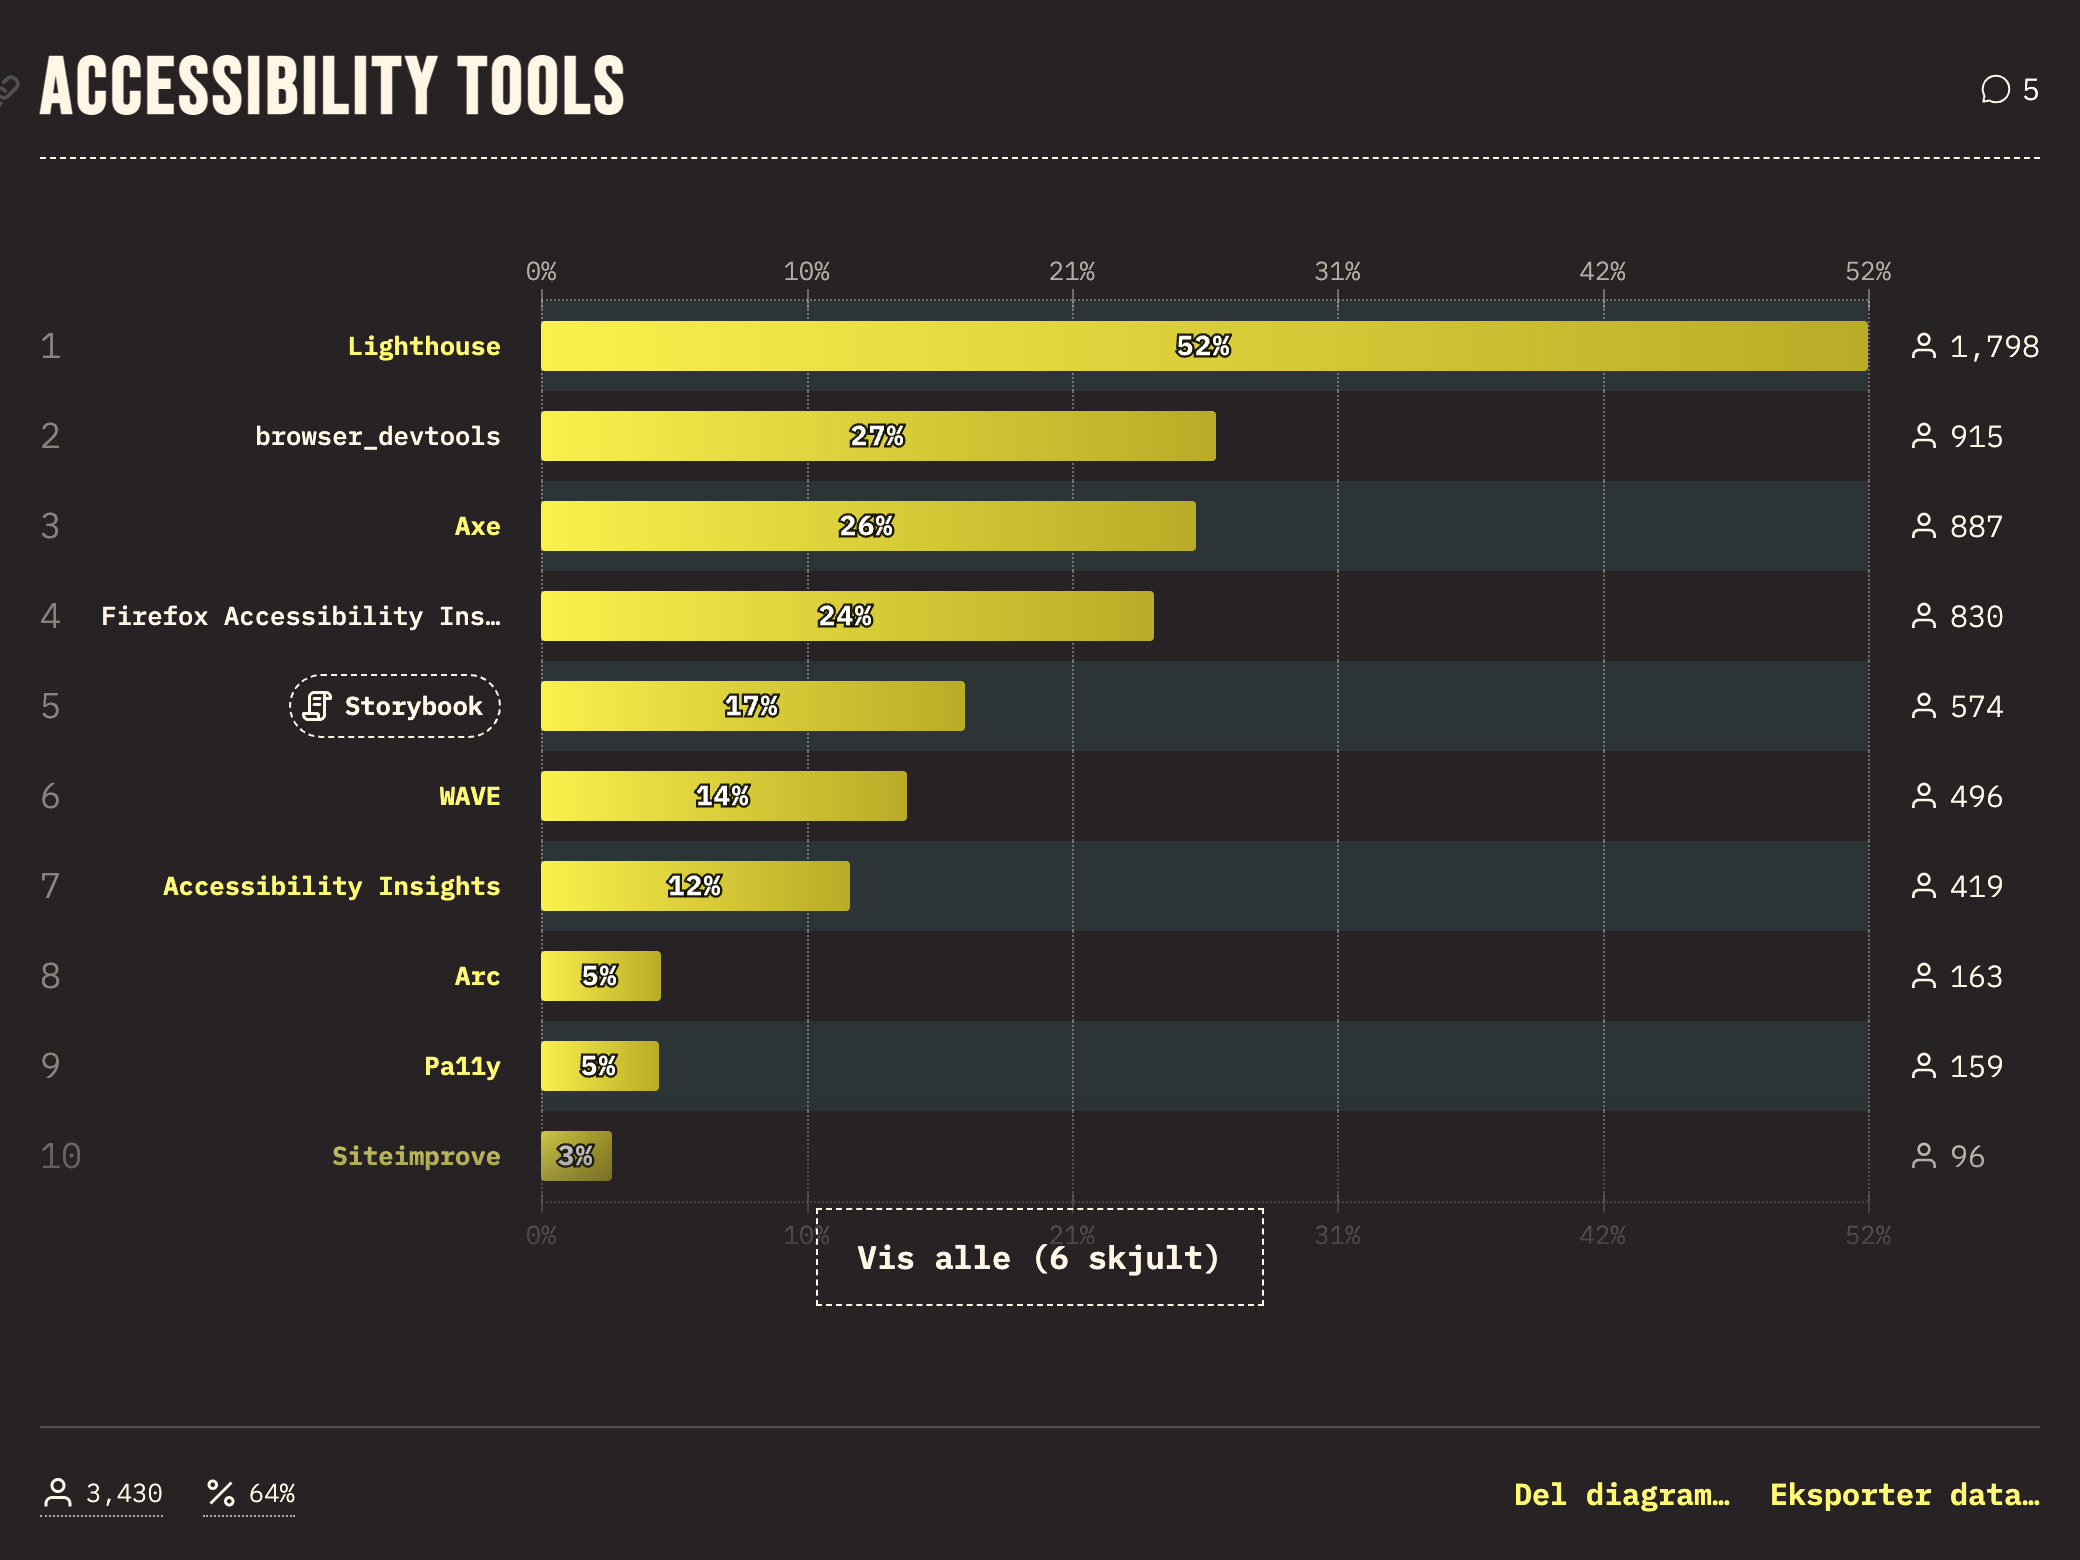 ACCESSIBILITY TOOLS
5
0% 10% 21% 31% 42% 52%
1 Lighthouse 52% 1,798
2 browser_devtools 27% 915
3 Axe 26% 887
4 Firefox Accessibility Ins… 24% 830
5 Storybook 17% 574
6 WAVE 14% 496
7 Accessibility Insights 12% 419
8 Arc 5% 163
9 Pa11y 5% 159
10 Siteimprove 3% 96
0% 10% 21% 31% 42% 52%
Vis alle (6 skjult)
3,430 % 64% Del diagram… Eksporter data…